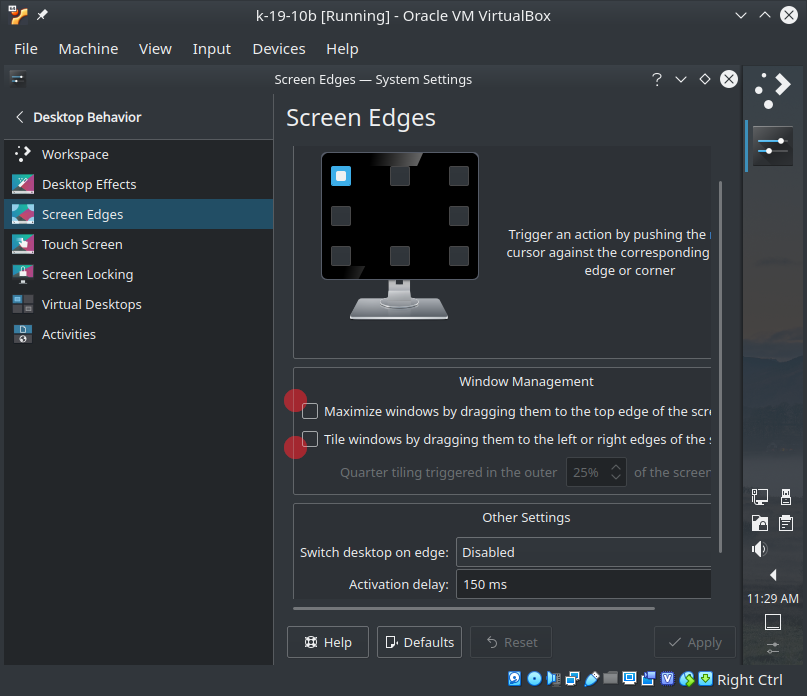 k-19-10b [Running] - Oracle VM VirtualBox
File Machine View Input Devices Help
Screen Edges — System Settings
?
Desktop Behavior
Workspace
Desktop Effects
Screen Edges
Touch Screen
Screen Locking
Virtual Desktops
Activities
Screen Edges
Trigger an action by pushing the
cursor against the corresponding
edge or corner
Window Management
Maximize windows by dragging them to the top edge of the scre
Tile windows by dragging them to the left or right edges of the
Quarter tiling triggered in the outer 25% of the screen
Other Settings
Switch desktop on edge: Disabled
Activation delay: 150 ms
Help Defaults Reset Apply
11:29 AM
Right Ctrl